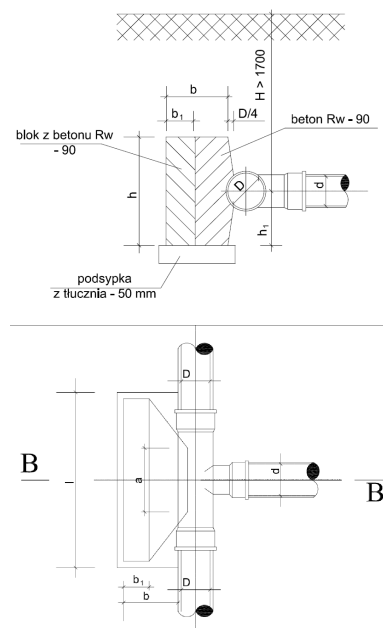 H > 1700
b
b1
D/4
blok z betonu Rw
- 90
beton Rw - 90
h
D
d
h1
podsypka
z tłucznia - 50 mm
D
B
l
a
d
B
b1
b
D